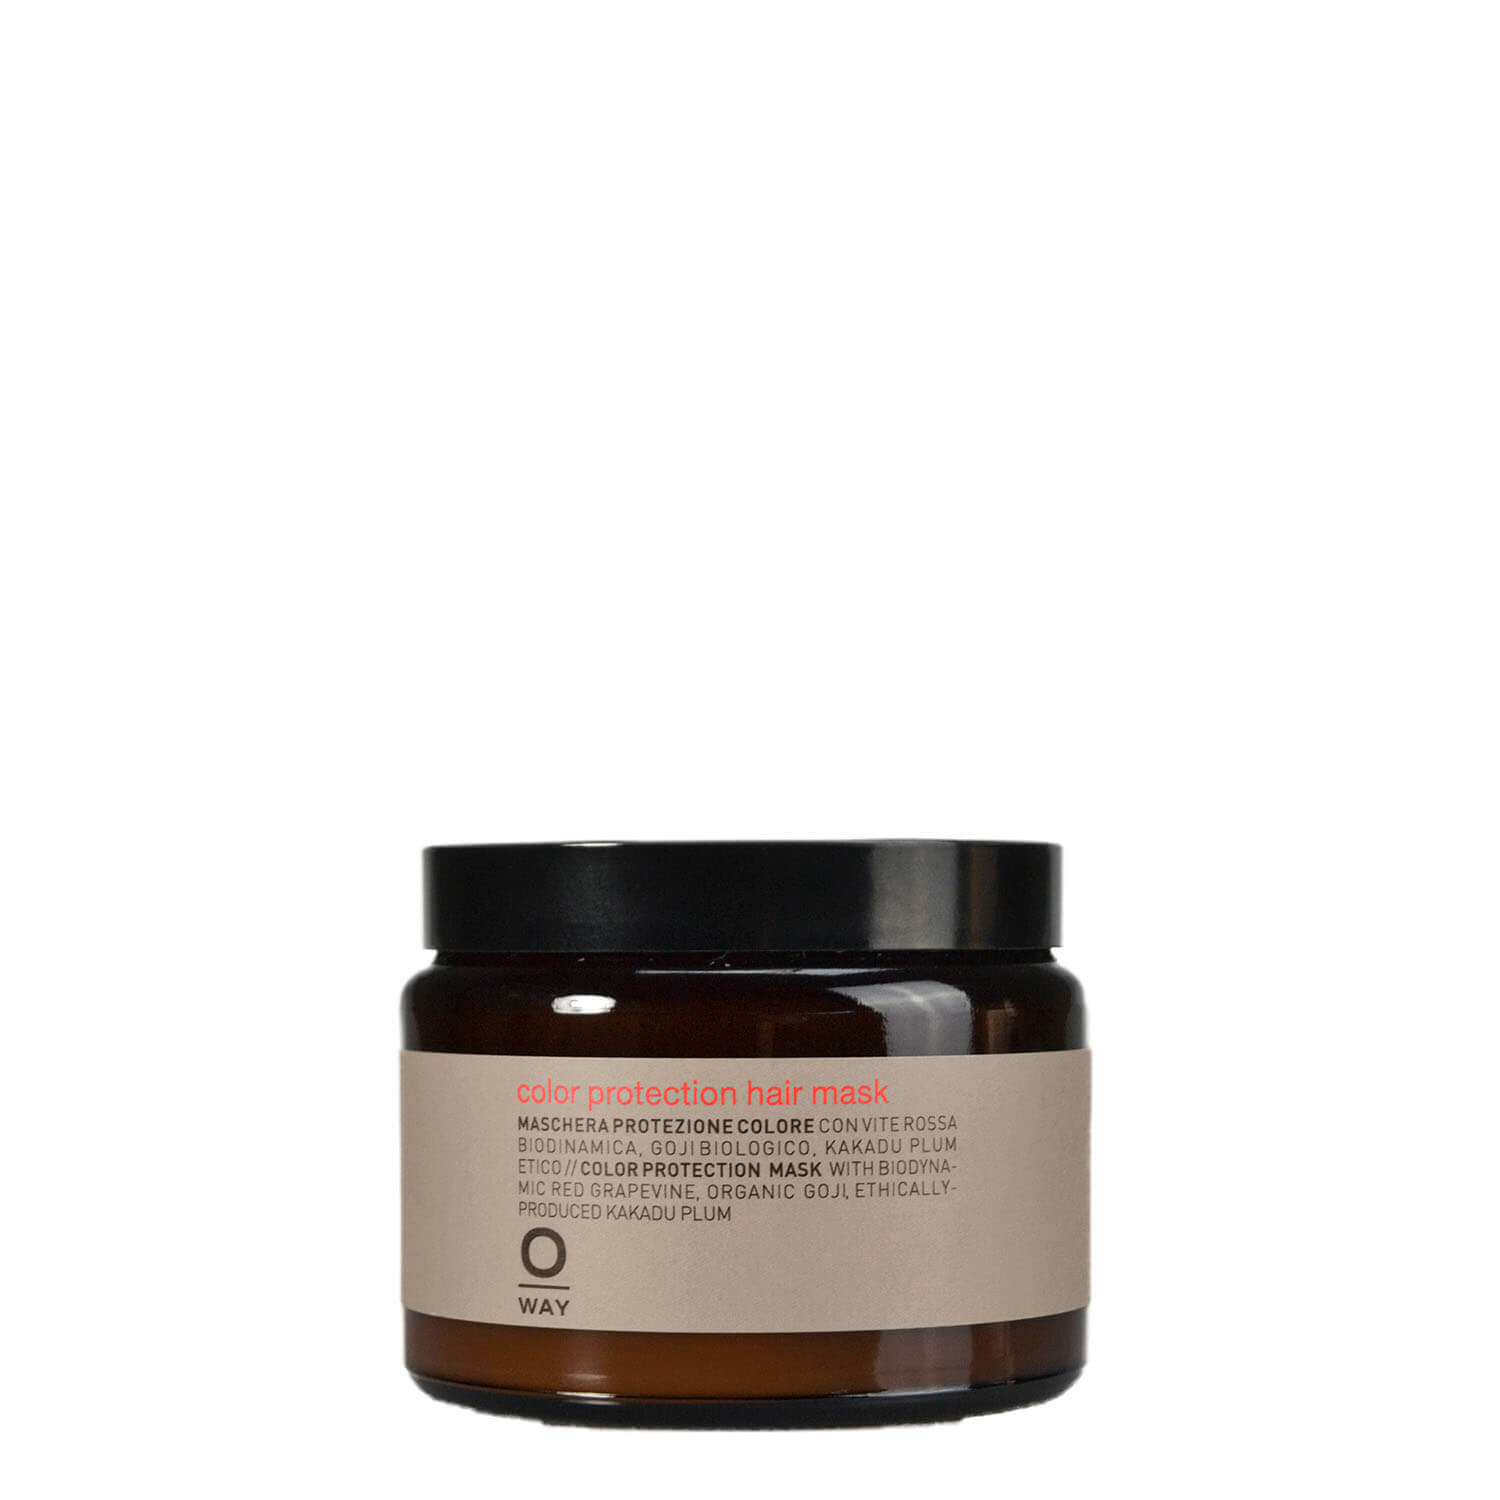 color protection hair mask
MASCHERA PROTEZIONE COLORE CON VITE ROSSA
BIODINAMICA, GOJI BIOLOGICO, KAKADU PLUM
ETICO // COLOR PROTECTION MASK WITH BIODYNA-
MIC RED GRAPEVINE, ORGANIC GOJI, ETHICALLY-
PRODUCED KAKADU PLUM
O
WAY